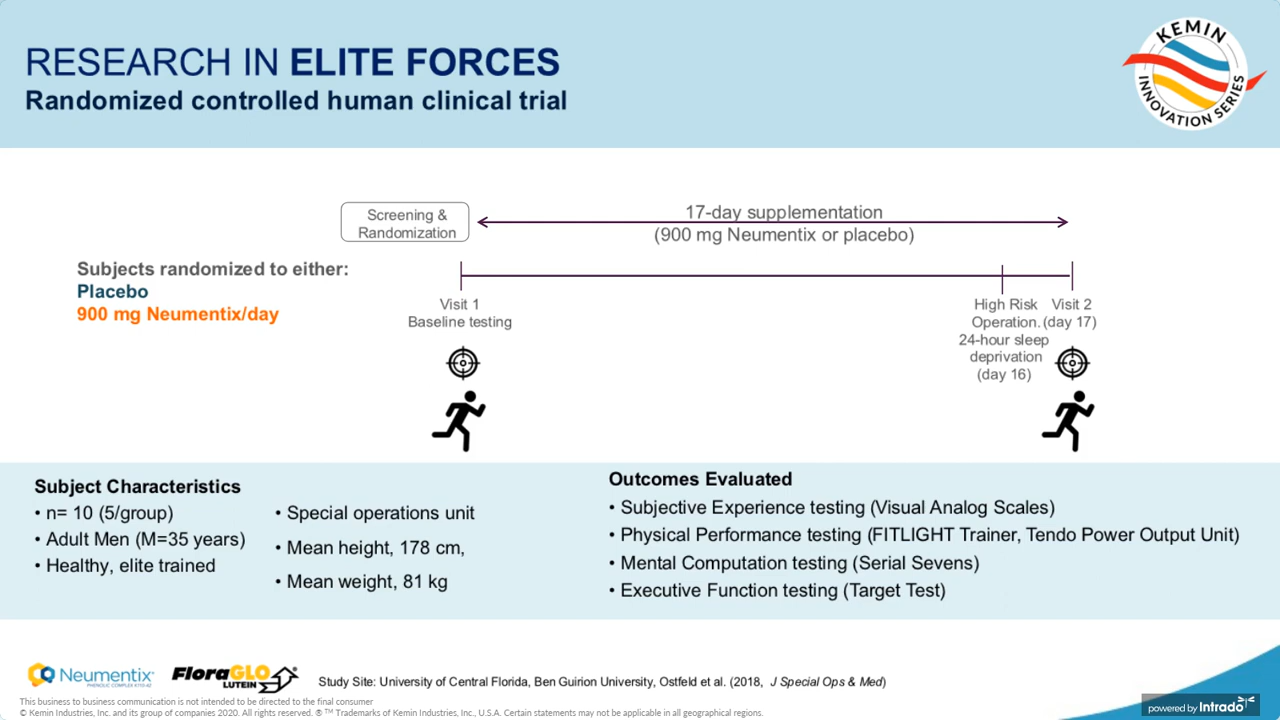 RESEARCH IN ELITE FORCES
Randomized controlled human clinical trial
KEMIN
INNOVATION SERIES
Screening &
Randomization
17-day supplementation
(900 mg Neumentix or placebo)
Subjects randomized to either:
Placebo
900 mg Neumentix/day
Visit 1
Baseline testing
High Risk
Operation.
24-hour sleep
deprivation
(day 16)
Visit 2
(day 17)
Subject Characteristics
• n= 10 (5/group)
• Adult Men (M=35 years)
• Healthy, elite trained
• Special operations unit
• Mean height, 178 cm,
• Mean weight, 81 kg
Outcomes Evaluated
• Subjective Experience testing (Visual Analog Scales)
• Physical Performance testing (FITLIGHT Trainer, Tendo Power Output Unit)
• Mental Computation testing (Serial Sevens)
• Executive Function testing (Target Test)
Neumentix
PHENOLIC COMPLEX K110-42
FloraGLO
LUTEIN
Study Site: University of Central Florida, Ben Guirion University, Ostfeld et al. (2018, J Special Ops & Med)
This business to business communication is not intended to be directed to the final consumer
© Kemin Industries, Inc. and its group of companies 2020. All rights reserved. ® ™ Trademarks of Kemin Industries, Inc., U.S.A. Certain statements may not be applicable in all geographical regions.
powered by Intrado